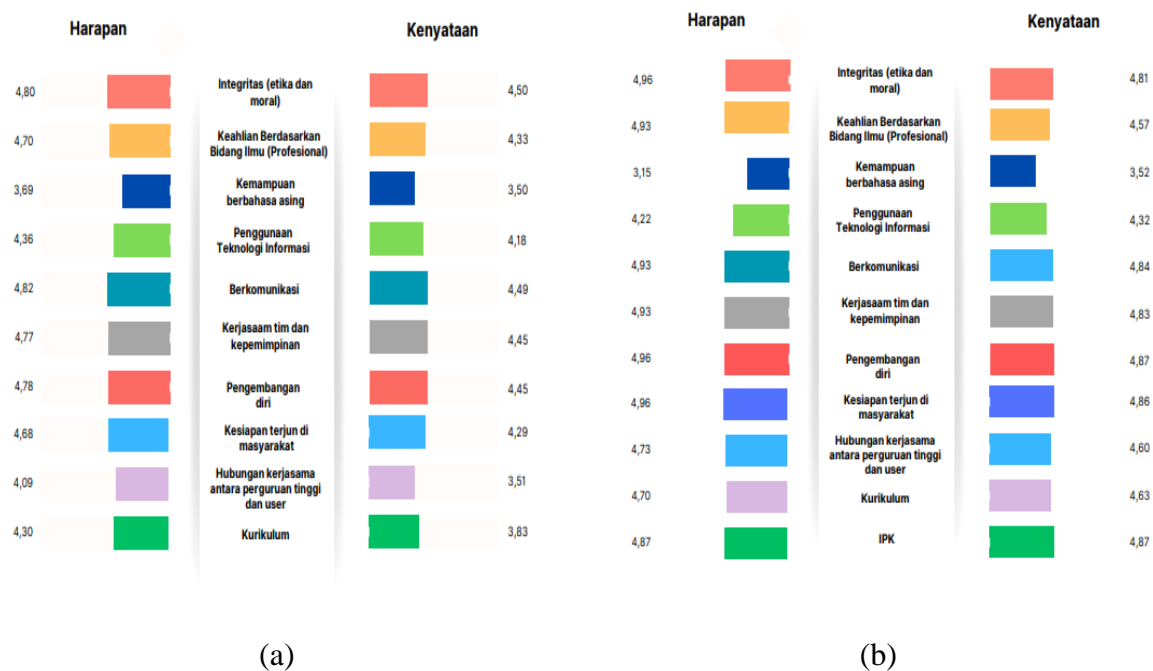 Harapan
Kenyataan
4,80
Integritas (etika dan
moral)
4,50
4,70
Keahlian Berdasarkan
Bidang Ilmu (Profesional)
4,33
3,69
Kemampuan
berbahasa asing
3,50
4,36
Penggunaan
Teknologi Informasi
4,18
4,82
Berkomunikasi
4,49
4,77
Kerjasaam tim dan
kepemimpinan
4,45
4,78
Pengembangan
diri
4,45
4,68
Kesiapan terjun di
masyarakat
4,29
4,09
Hubungan kerjasama
antara perguruan tinggi
dan user
3,51
4,30
Kurikulum
3,83
(a)
Harapan
Kenyataan
4,96
Integritas (etika dan
moral)
4,81
4,93
Keahlian Berdasarkan
Bidang Ilmu (Profesional)
4,57
3,15
Kemampuan
berbahasa asing
3,52
4,22
Penggunaan
Teknologi Informasi
4,32
4,93
Berkomunikasi
4,84
4,93
Kerjasaam tim dan
kepemimpinan
4,83
4,96
Pengembangan
diri
4,87
4,96
Kesiapan terjun di
masyarakat
4,86
4,73
Hubungan kerjasama
antara perguruan tinggi
dan user
4,60
4,70
Kurikulum
4,63
4,87
IPK
4,87
(b)